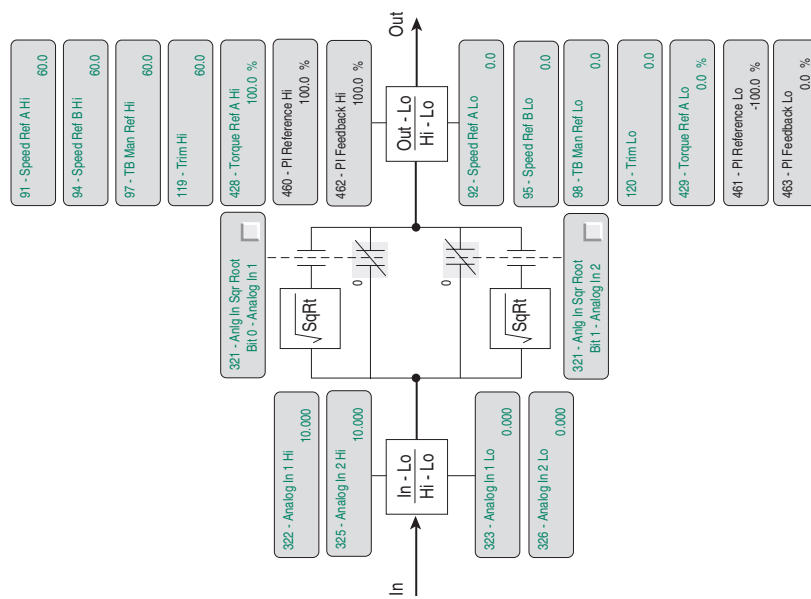 In
322 - Analog In 1 Hi
10.000
325 - Analog In 2 Hi
10.000
In - Lo
Hi - Lo
323 - Analog In 1 Lo
0.000
326 - Analog In 2 Lo
0.000
321 - Anlg In Sqr Root
Bit 0 - Analog In 1
√SqRt
0
0
√SqRt
321 - Anlg In Sqr Root
Bit 1 - Analog In 2
91 - Speed Ref A Hi
60.0
94 - Speed Ref B Hi
60.0
97 - TB Man Ref Hi
60.0
119 - Trim Hi
60.0
428 - Torque Ref A Hi
100.0 %
460 - PI Reference Hi
100.0 %
462 - PI Feedback Hi
100.0 %
Out - Lo
Hi - Lo
92 - Speed Ref A Lo
0.0
95 - Speed Ref B Lo
0.0
98 - TB Man Ref Lo
0.0
120 - Trim Lo
0.0
429 - Torque Ref A Lo
0.0 %
461 - PI Reference Lo
-100.0 %
463 - PI Feedback Lo
0.0 %
Out